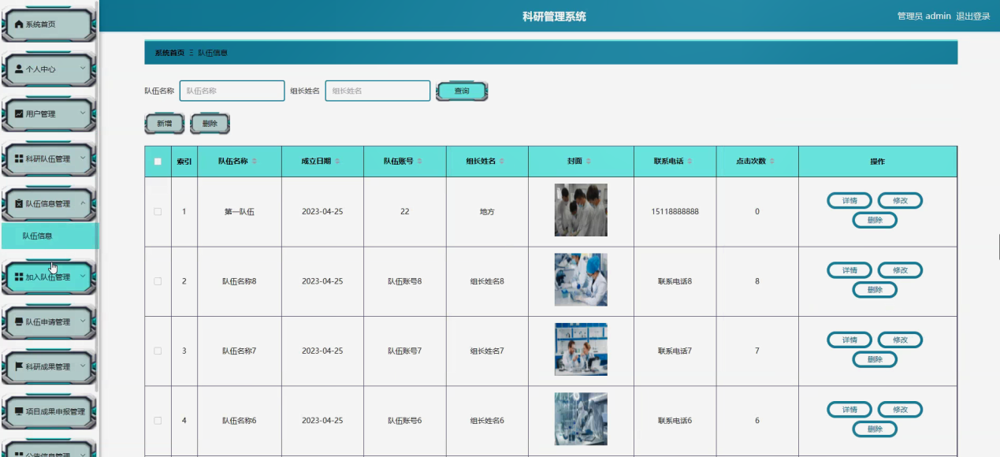 科研管理系统
管理员 admin 退出登录
系统首页
个人中心
用户管理
科研队伍管理
队伍信息管理
队伍信息
加入队伍管理
队伍申请管理
科研成果管理
项目成果申报管理
公告信息管理
系统首页 Ξ 队伍信息
队伍名称 队伍名称 组长姓名 组长姓名 查询
新增 删除
索引 队伍名称 成立日期 队伍账号 组长姓名 封面 联系电话 点击次数 操作
1 第一队伍 2023-04-25 22 地方 15118888888 0 详情 修改
删除
2 队伍名称8 2023-04-25 队伍账号8 组长姓名8 联系电话8 8 详情 修改
删除
3 队伍名称7 2023-04-25 队伍账号7 组长姓名7 联系电话7 7 详情 修改
删除
4 队伍名称6 2023-04-25 队伍账号6 组长姓名6 联系电话6 6 详情 修改
删除